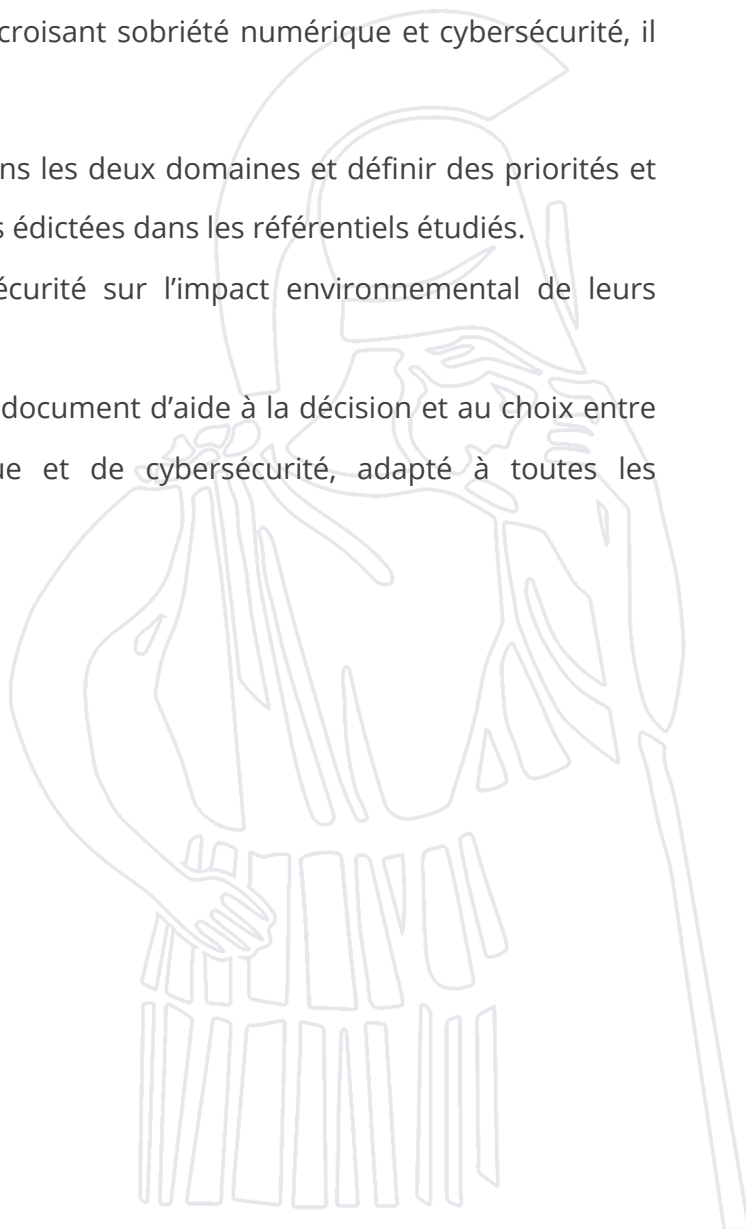 croisant sobriété numérique et cybersécurité, il
ns les deux domaines et définir des priorités et
s édictées dans les référentiels étudiés.
écurité sur l’impact environnemental de leurs
document d’aide à la décision et au choix entre
ue et de cybersécurité, adapté à toutes les